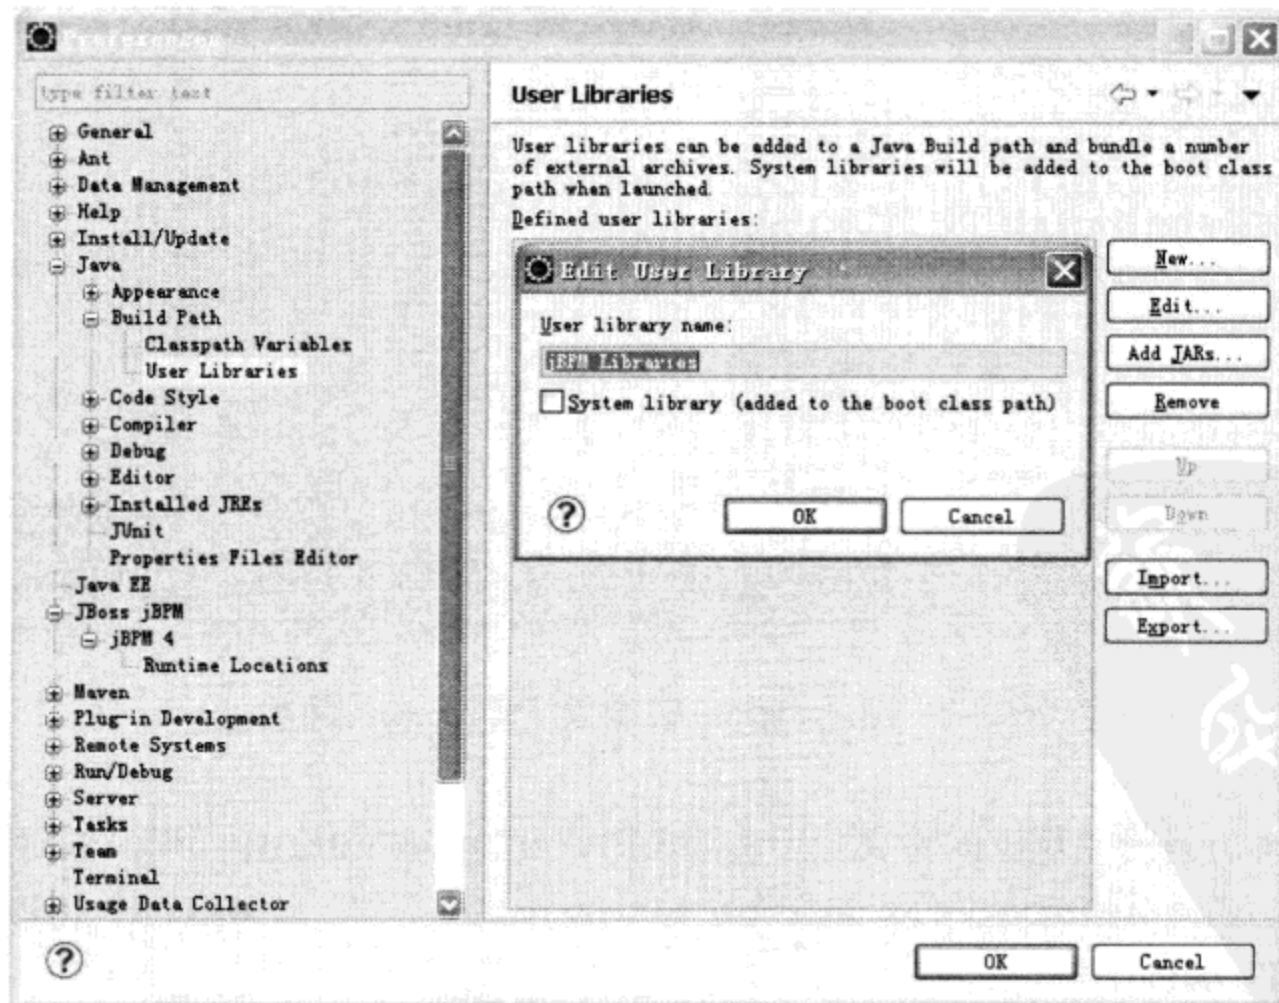 Preferences
type filter text
General
Ant
Data Management
Help
Install/Update
Java
Appearance
Build Path
Classpath Variables
User Libraries
Code Style
Compiler
Debug
Editor
Installed JREs
JUnit
Properties Files Editor
Java EE
JBoss jBPM
jBPM 4
Runtime Locations
Maven
Plug-in Development
Remote Systems
Run/Debug
Server
Tasks
Team
Terminal
Usage Data Collector
User Libraries
User libraries can be added to a Java Build path and bundle a number
of external archives. System libraries will be added to the boot class
path when launched.
Defined user libraries:
Edit User Library
User library name:
jBPM Libraries
System library (added to the boot class path)
OK
Cancel
New...
Edit...
Add JARs...
Remove
Up
Down
Import...
Export...
OK
Cancel